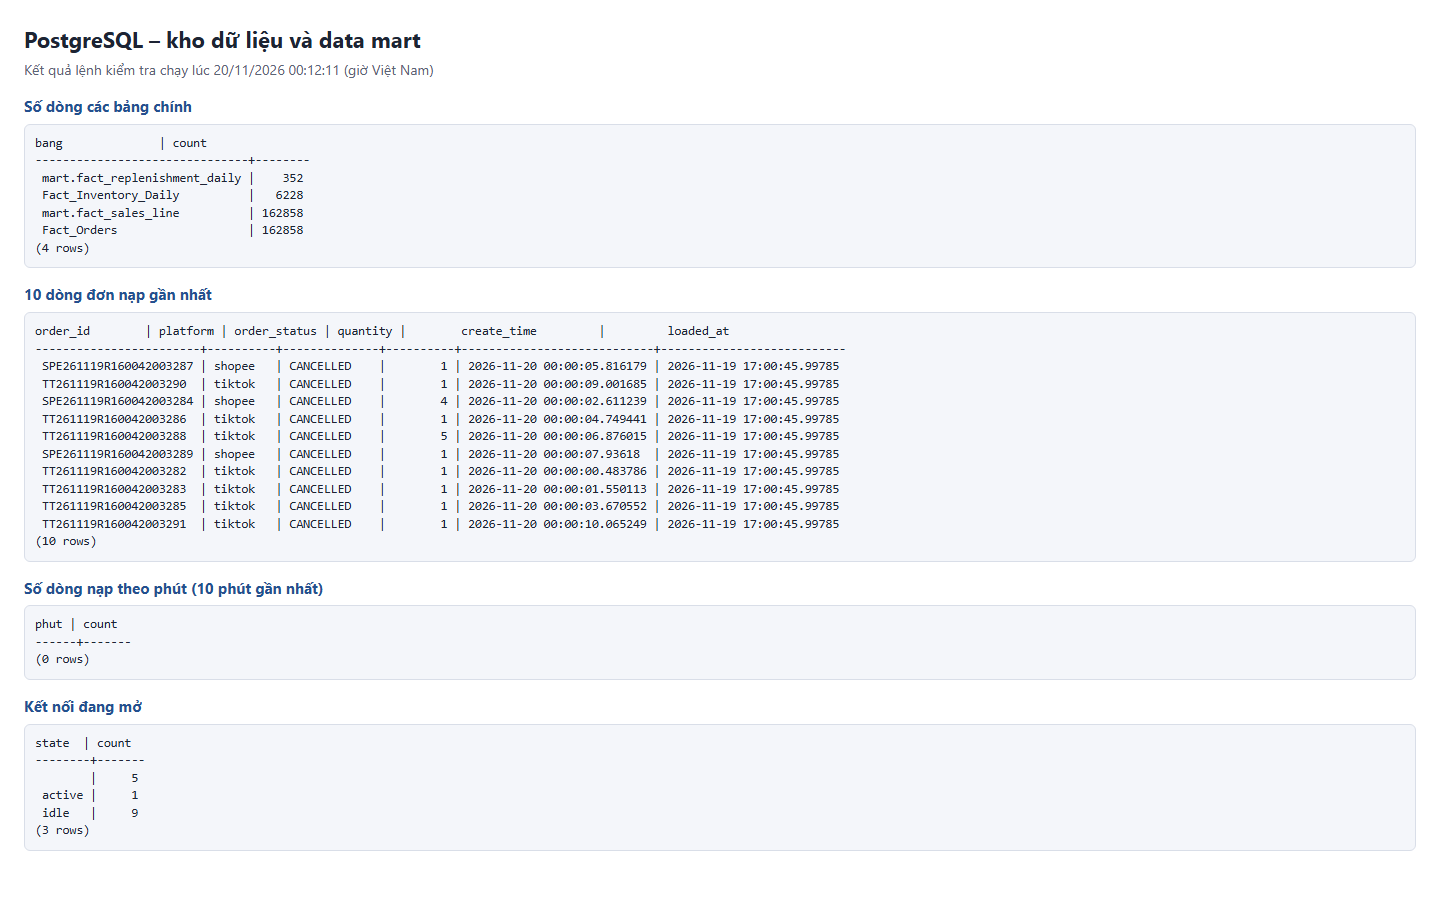 PostgreSQL – kho dữ liệu và data mart
Kết quả lệnh kiểm tra chạy lúc 20/11/2026 00:12:11 (giờ Việt Nam)
Số dòng các bảng chính
bang              | count
-------------------------------+--------
 mart.fact_replenishment_daily |    352
 Fact_Inventory_Daily          |   6228
 mart.fact_sales_line          | 162858
 Fact_Orders                   | 162858
(4 rows)
10 dòng đơn nạp gần nhất
order_id        | platform | order_status | quantity |        create_time         |         loaded_at
------------------------+----------+--------------+----------+----------------------------+---------------------------
 SPE261119R160042003287 | shopee   | CANCELLED    |        1 | 2026-11-20 00:00:05.816179 | 2026-11-19 17:00:45.99785
 TT261119R160042003290  | tiktok   | CANCELLED    |        1 | 2026-11-20 00:00:09.001685 | 2026-11-19 17:00:45.99785
 SPE261119R160042003284 | shopee   | CANCELLED    |        4 | 2026-11-20 00:00:02.611239 | 2026-11-19 17:00:45.99785
 TT261119R160042003286  | tiktok   | CANCELLED    |        1 | 2026-11-20 00:00:04.749441 | 2026-11-19 17:00:45.99785
 TT261119R160042003288  | tiktok   | CANCELLED    |        5 | 2026-11-20 00:00:06.876015 | 2026-11-19 17:00:45.99785
 SPE261119R160042003289 | shopee   | CANCELLED    |        1 | 2026-11-20 00:00:07.93618  | 2026-11-19 17:00:45.99785
 TT261119R160042003282  | tiktok   | CANCELLED    |        1 | 2026-11-20 00:00:00.483786 | 2026-11-19 17:00:45.99785
 TT261119R160042003283  | tiktok   | CANCELLED    |        1 | 2026-11-20 00:00:01.550113 | 2026-11-19 17:00:45.99785
 TT261119R160042003285  | tiktok   | CANCELLED    |        1 | 2026-11-20 00:00:03.670552 | 2026-11-19 17:00:45.99785
 TT261119R160042003291  | tiktok   | CANCELLED    |        1 | 2026-11-20 00:00:10.065249 | 2026-11-19 17:00:45.99785
(10 rows)
Số dòng nạp theo phút (10 phút gần nhất)
phut | count
------+-------
(0 rows)
Kết nối đang mở
state  | count
--------+-------
        |     5
 active |     1
 idle   |     9
(3 rows)